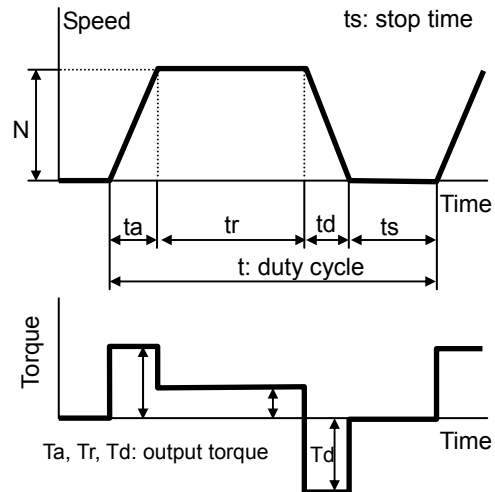 Speed
ts: stop time
N
Time
ta
tr
td
ts
t: duty cycle
Torque
Ta, Tr, Td: output torque
Td
Time